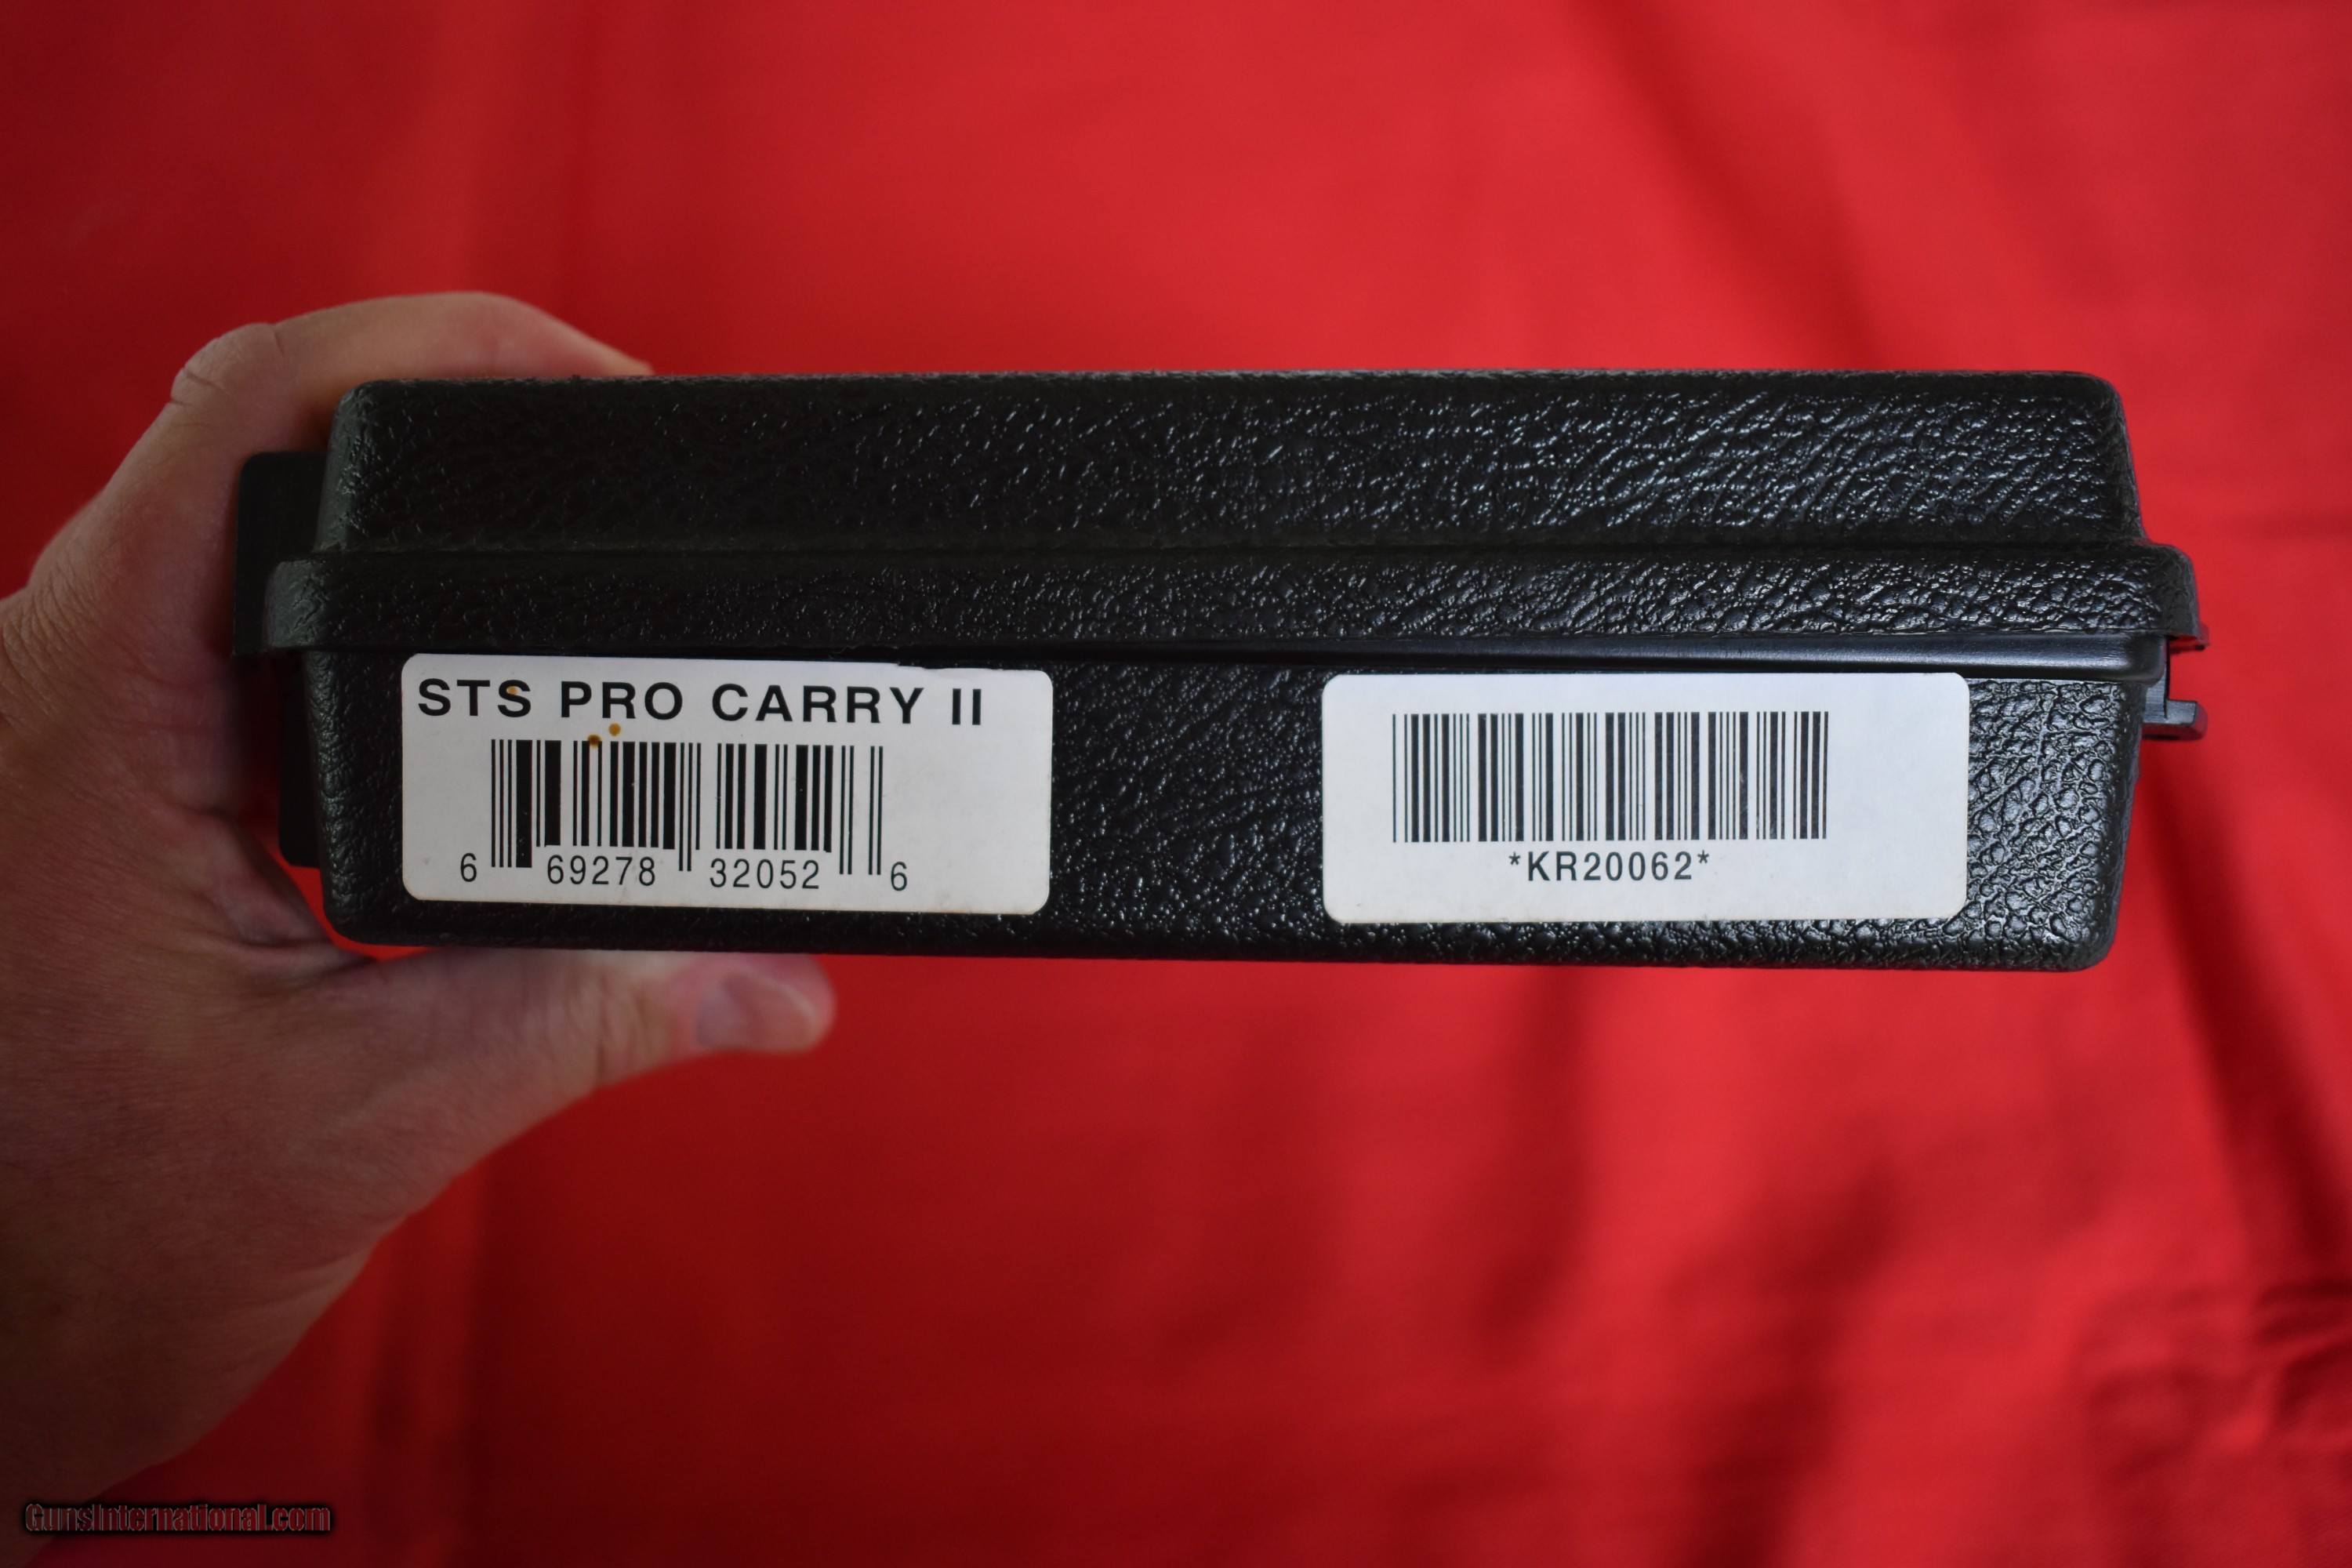 STS PRO CARRY II
6 69278 32052 6
*KR20062*
GunsInternational.com